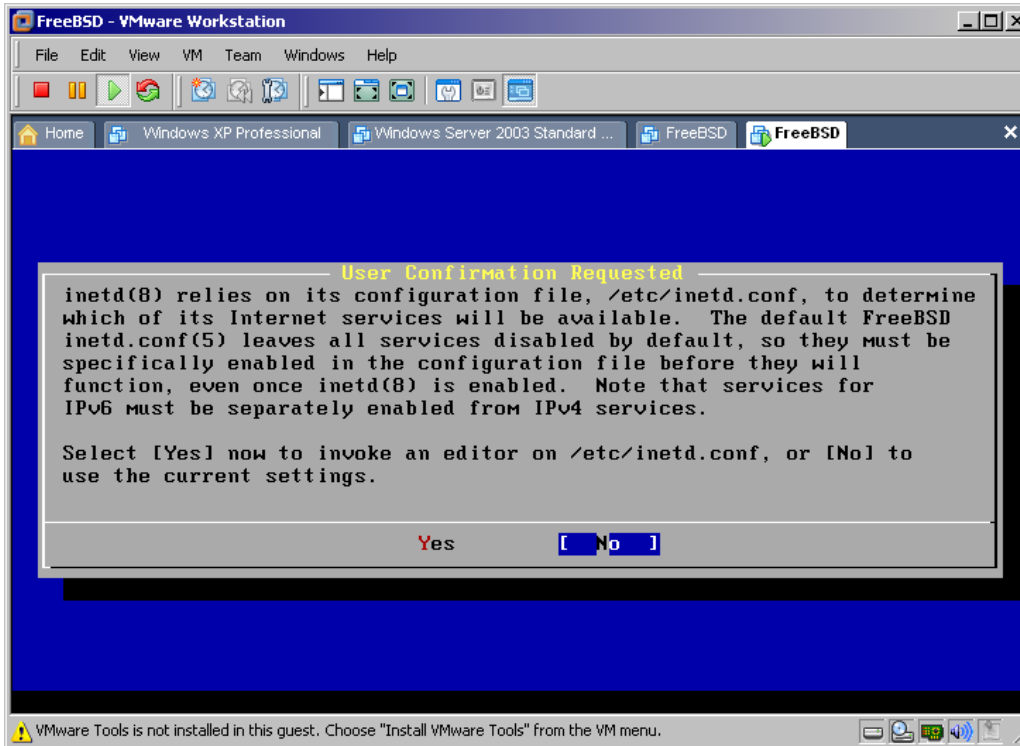 FreeBSD - VMware Workstation
File Edit View VM Team Windows Help
Home Windows XP Professional Windows Server 2003 Standard ... FreeBSD FreeBSD
User Confirmation Requested
inetd(8) relies on its configuration file, /etc/inetd.conf, to determine
which of its Internet services will be available. The default FreeBSD
inetd.conf(5) leaves all services disabled by default, so they must be
specifically enabled in the configuration file before they will
function, even once inetd(8) is enabled. Note that services for
IPv6 must be separately enabled from IPv4 services.
Select [Yes] now to invoke an editor on /etc/inetd.conf, or [No] to
use the current settings.
Yes [ No ]
VMware Tools is not installed in this guest. Choose "Install VMware Tools" from the VM menu.